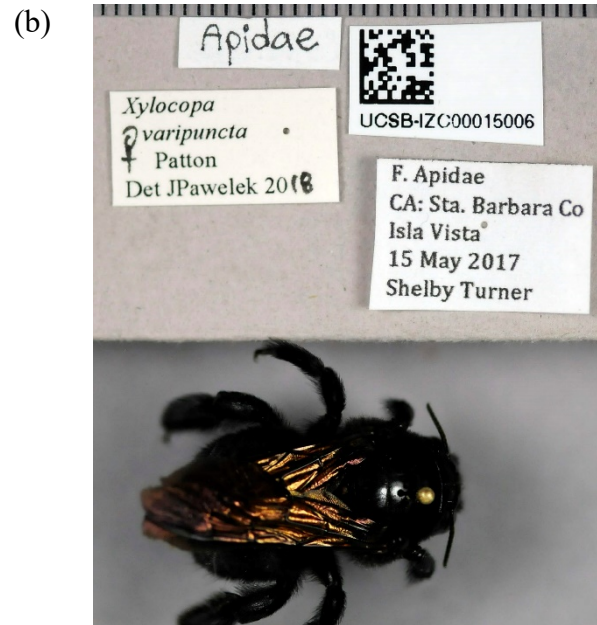 (b)
Apidae
UCSB-IZC00015006
Xylocopa
♀ varipuncta
Patton
Det JPawelek 2018
F. Apidae
CA: Sta. Barbara Co
Isla Vista
15 May 2017
Shelby Turner